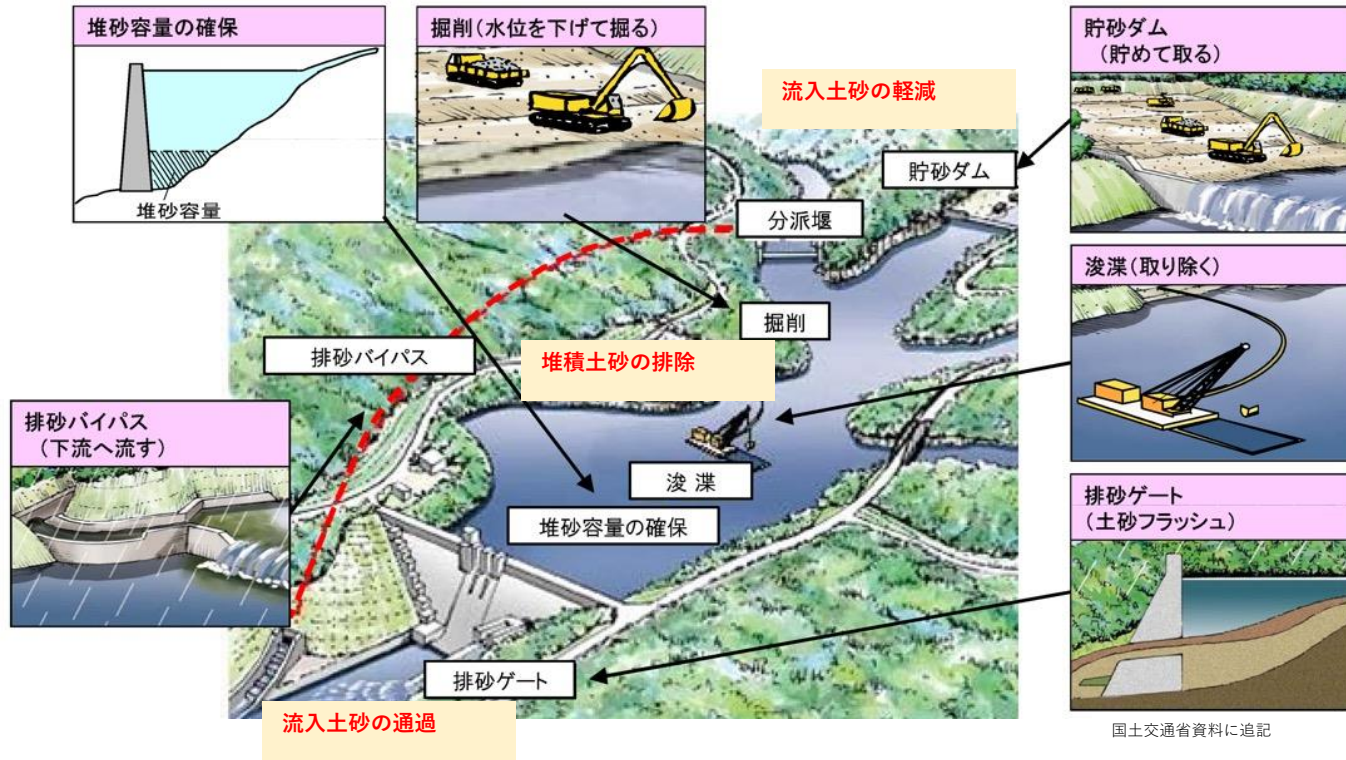 堆砂容量の確保
堆砂容量
掘削(水位を下げて掘る)
流入土砂の軽減
貯砂ダム
(貯めて取る)
貯砂ダム
分派堰
浚渫(取り除く)
掘削
排砂バイパス
堆積土砂の排除
排砂バイパス
(下流へ流す)
浚 渫
堆砂容量の確保
排砂ゲート
(土砂フラッシュ)
排砂ゲート
流入土砂の通過
国土交通省資料に追記